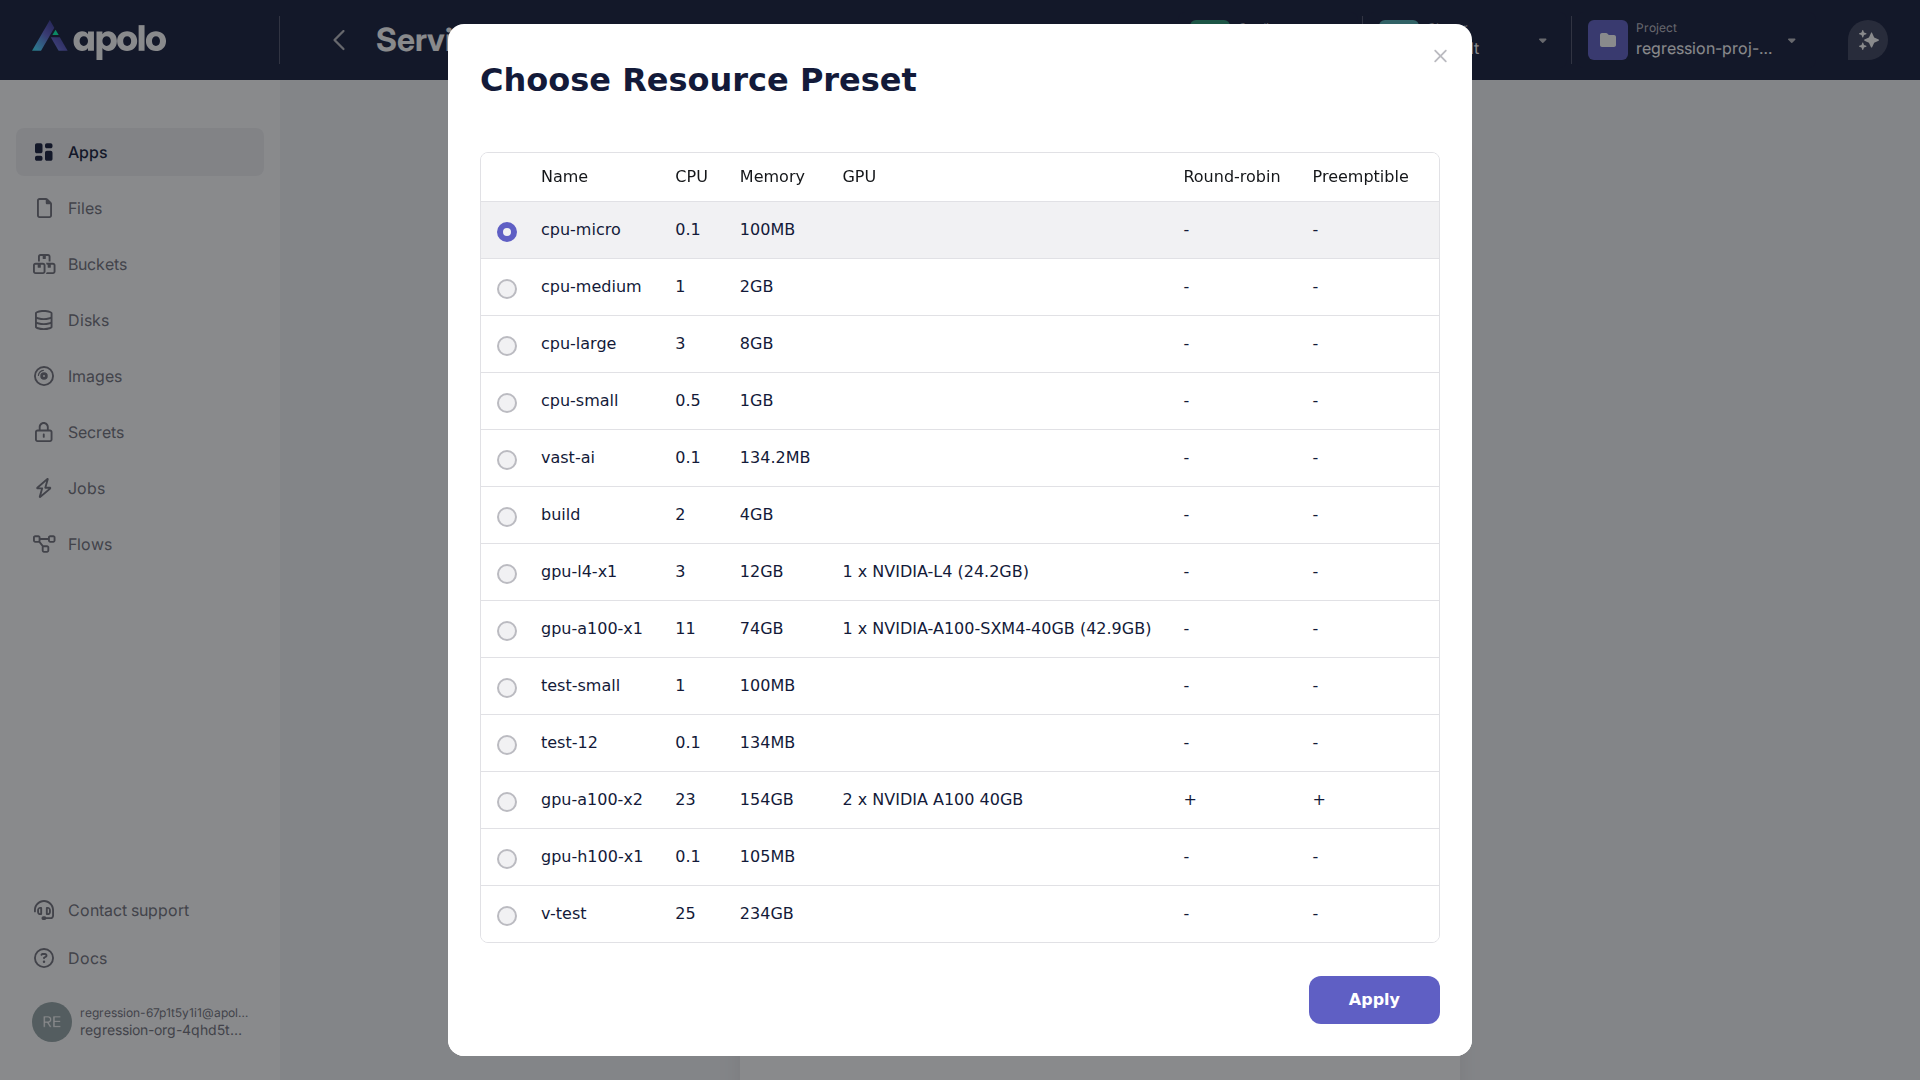 apolo
Servi
Choose Resource Preset
lt
Project
regression-proj-...
Apps
Files
Buckets
Disks
Images
Secrets
Jobs
Flows
Name CPU Memory GPU Round-robin Preemptible
cpu-micro 0.1 100MB - -
cpu-medium 1 2GB - -
cpu-large 3 8GB - -
cpu-small 0.5 1GB - -
vast-ai 0.1 134.2MB - -
build 2 4GB - -
gpu-l4-x1 3 12GB 1 x NVIDIA-L4 (24.2GB) - -
gpu-a100-x1 11 74GB 1 x NVIDIA-A100-SXM4-40GB (42.9GB) - -
test-small 1 100MB - -
test-12 0.1 134MB - -
gpu-a100-x2 23 154GB 2 x NVIDIA A100 40GB + +
gpu-h100-x1 0.1 105MB - -
v-test 25 234GB - -
Apply
Contact support
Docs
RE
regression-67p1t5y1i1@apol...
regression-org-4qhd5t...